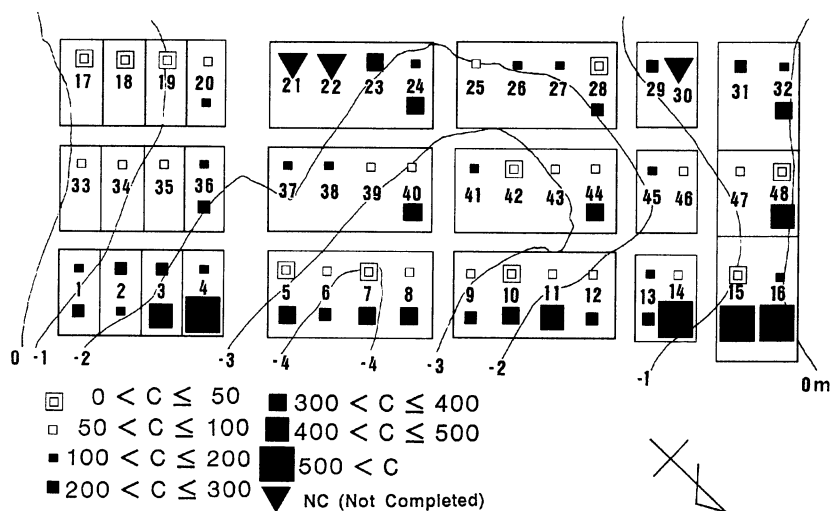 17 18 19 20 21 22 23 24 25 26 27 28 29 30 31 32
33 34 35 36 37 38 39 40 41 42 43 44 45 46 47 48
1 2 3 4 5 6 7 8 9 10 11 12 13 14 15 16
0 -1 -2 -3 -4 -4 -3 -2 -1 0m
0 < C ≤ 50 300 < C ≤ 400
50 < C ≤ 100 400 < C ≤ 500
100 < C ≤ 200 500 < C
200 < C ≤ 300 NC (Not Completed)